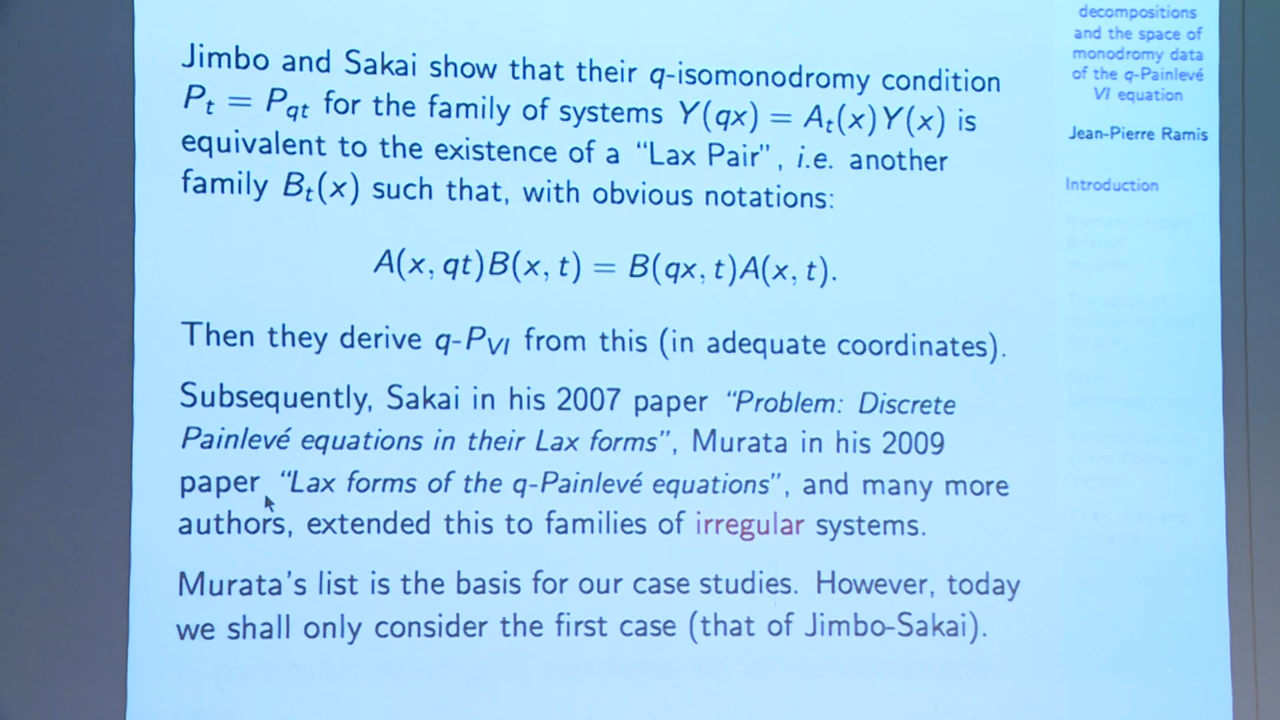 Jimbo and Sakai show that their q-isomonodromy condition
P_t = P_{qt} for the family of systems Y(qx) = A_t(x)Y(x) is
equivalent to the existence of a “Lax Pair”, i.e. another
family B_t(x) such that, with obvious notations:
A(x, qt)B(x, t) = B(qx, t)A(x, t).
Then they derive q-P_{VI} from this (in adequate coordinates).
Subsequently, Sakai in his 2007 paper “Problem: Discrete
Painlevé equations in their Lax forms”, Murata in his 2009
paper “Lax forms of the q-Painlevé equations”, and many more
authors, extended this to families of irregular systems.
Murata's list is the basis for our case studies. However, today
we shall only consider the first case (that of Jimbo-Sakai).
decompositions
and the space of
monodromy data
of the q-Painlevé
VI equation
Jean-Pierre Ramis
Introduction